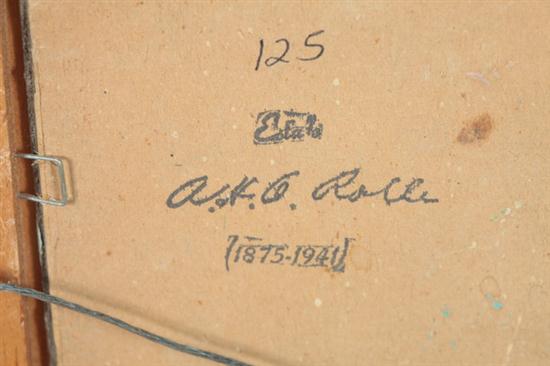 125
Estate
A.H.O. Rolle
[1875-1941]